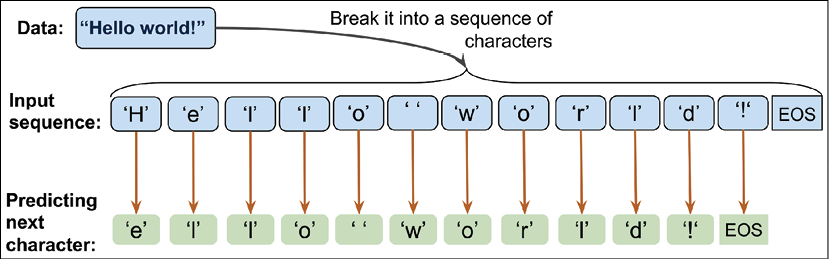 Data: “Hello world!” Break it into a sequence of
characters
Input
sequence: ‘H’ ‘e’ ‘l’ ‘l’ ‘o’ ‘ ‘ ‘w’ ‘o’ ‘r’ ‘l’ ‘d’ ‘!‘ EOS
Predicting
next
character: ‘e’ ‘l’ ‘l’ ‘o’ ‘ ‘ ‘w’ ‘o’ ‘r’ ‘l’ ‘d’ ‘!‘ EOS